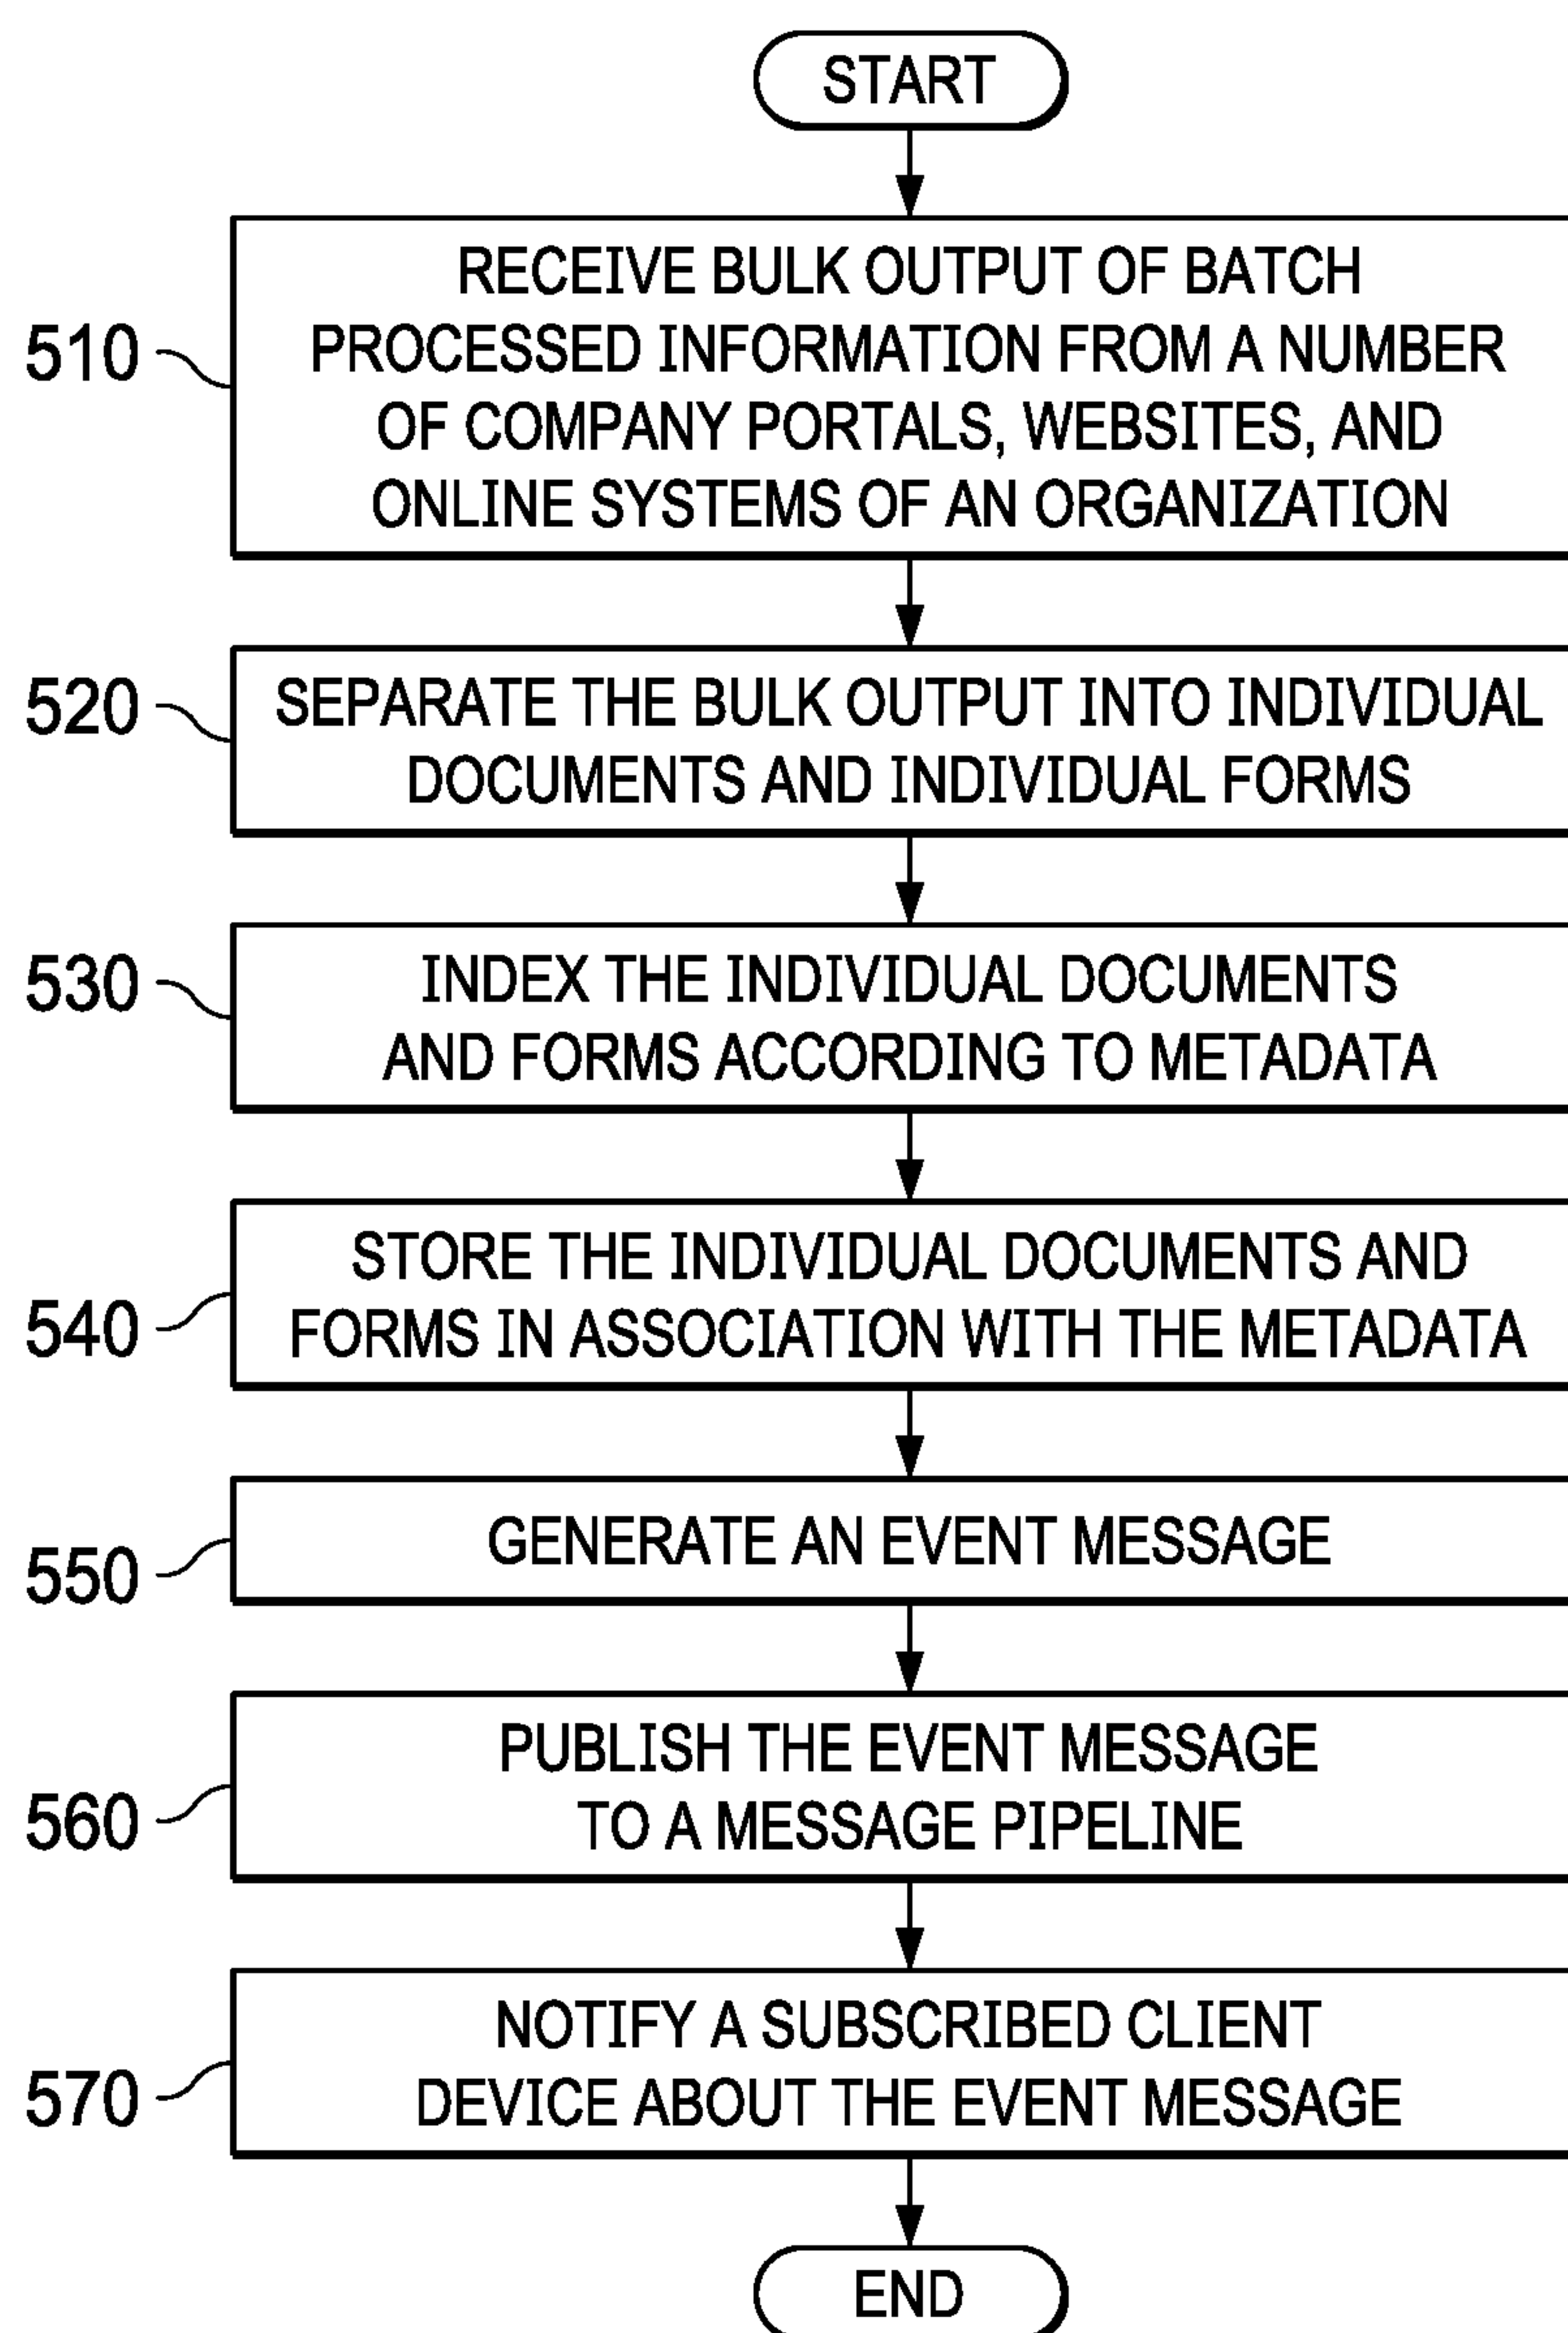 START
RECEIVE BULK OUTPUT OF BATCH
PROCESSED INFORMATION FROM A NUMBER
OF COMPANY PORTALS, WEBSITES, AND
ONLINE SYSTEMS OF AN ORGANIZATION
510
SEPARATE THE BULK OUTPUT INTO INDIVIDUAL
DOCUMENTS AND INDIVIDUAL FORMS
520
INDEX THE INDIVIDUAL DOCUMENTS
AND FORMS ACCORDING TO METADATA
530
STORE THE INDIVIDUAL DOCUMENTS AND
FORMS IN ASSOCIATION WITH THE METADATA
540
GENERATE AN EVENT MESSAGE
550
PUBLISH THE EVENT MESSAGE
TO A MESSAGE PIPELINE
560
NOTIFY A SUBSCRIBED CLIENT
DEVICE ABOUT THE EVENT MESSAGE
570
END